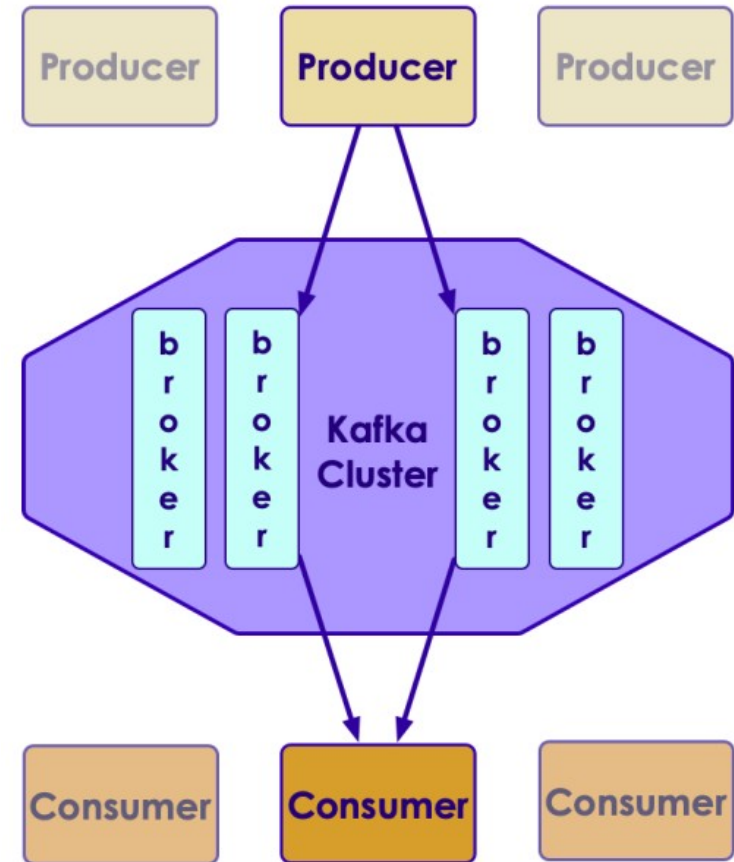 Producer
Producer
Producer
broker
broker
Kafka
Cluster
broker
broker
Consumer
Consumer
Consumer